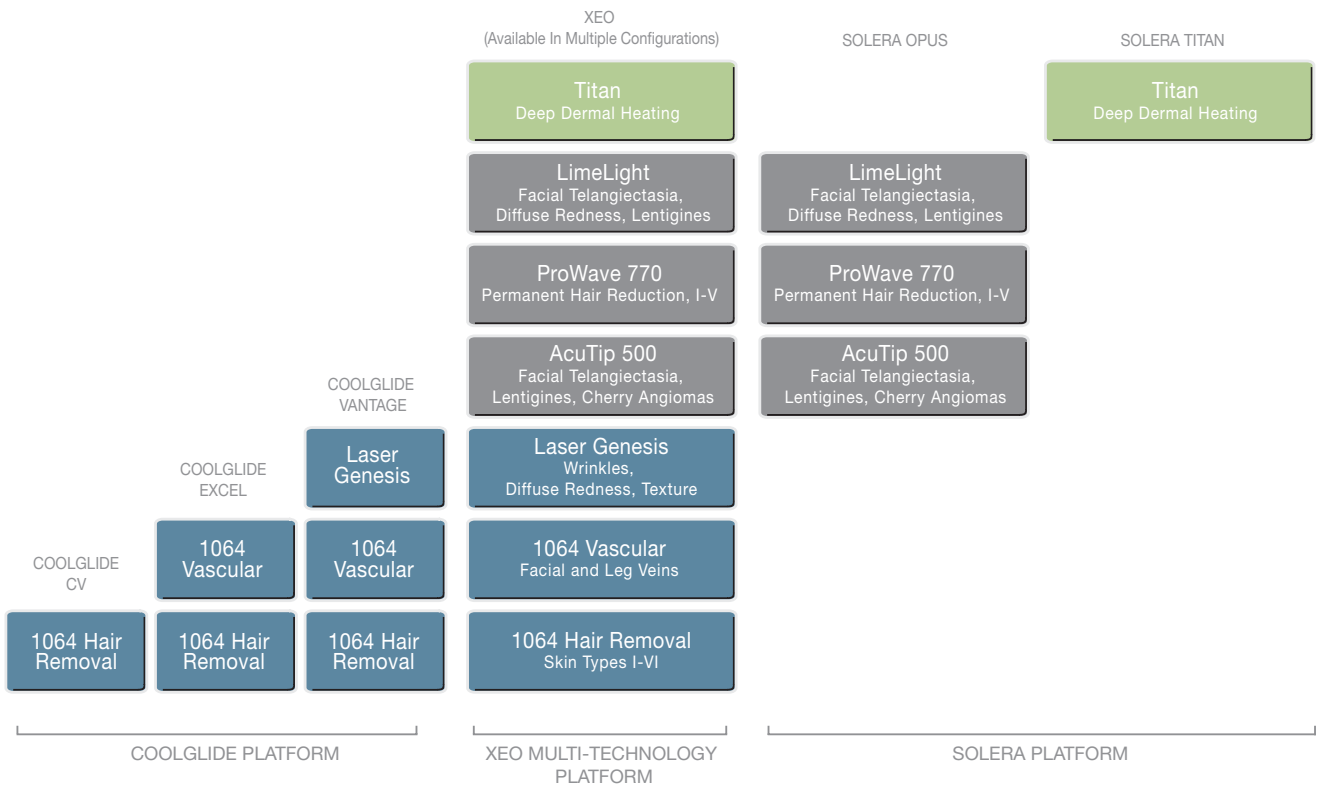 XEO
(Available In Multiple Configurations)
SOLERA OPUS
SOLERA TITAN
Titan
Deep Dermal Heating
Titan
Deep Dermal Heating
LimeLight
Facial Telangiectasia,
Diffuse Redness, Lentigines
LimeLight
Facial Telangiectasia,
Diffuse Redness, Lentigines
ProWave 770
Permanent Hair Reduction, I-V
ProWave 770
Permanent Hair Reduction, I-V
AcuTip 500
Facial Telangiectasia,
Lentigines, Cherry Angiomas
AcuTip 500
Facial Telangiectasia,
Lentigines, Cherry Angiomas
COOLGLIDE
VANTAGE
Laser
Genesis
Laser Genesis
Wrinkles,
Diffuse Redness, Texture
COOLGLIDE
EXCEL
1064
Vascular
1064
Vascular
1064 Vascular
Facial and Leg Veins
COOLGLIDE
CV
1064 Hair
Removal
1064 Hair
Removal
1064 Hair
Removal
1064 Hair Removal
Skin Types I-VI
COOLGLIDE PLATFORM
XEO MULTI-TECHNOLOGY
PLATFORM
SOLERA PLATFORM